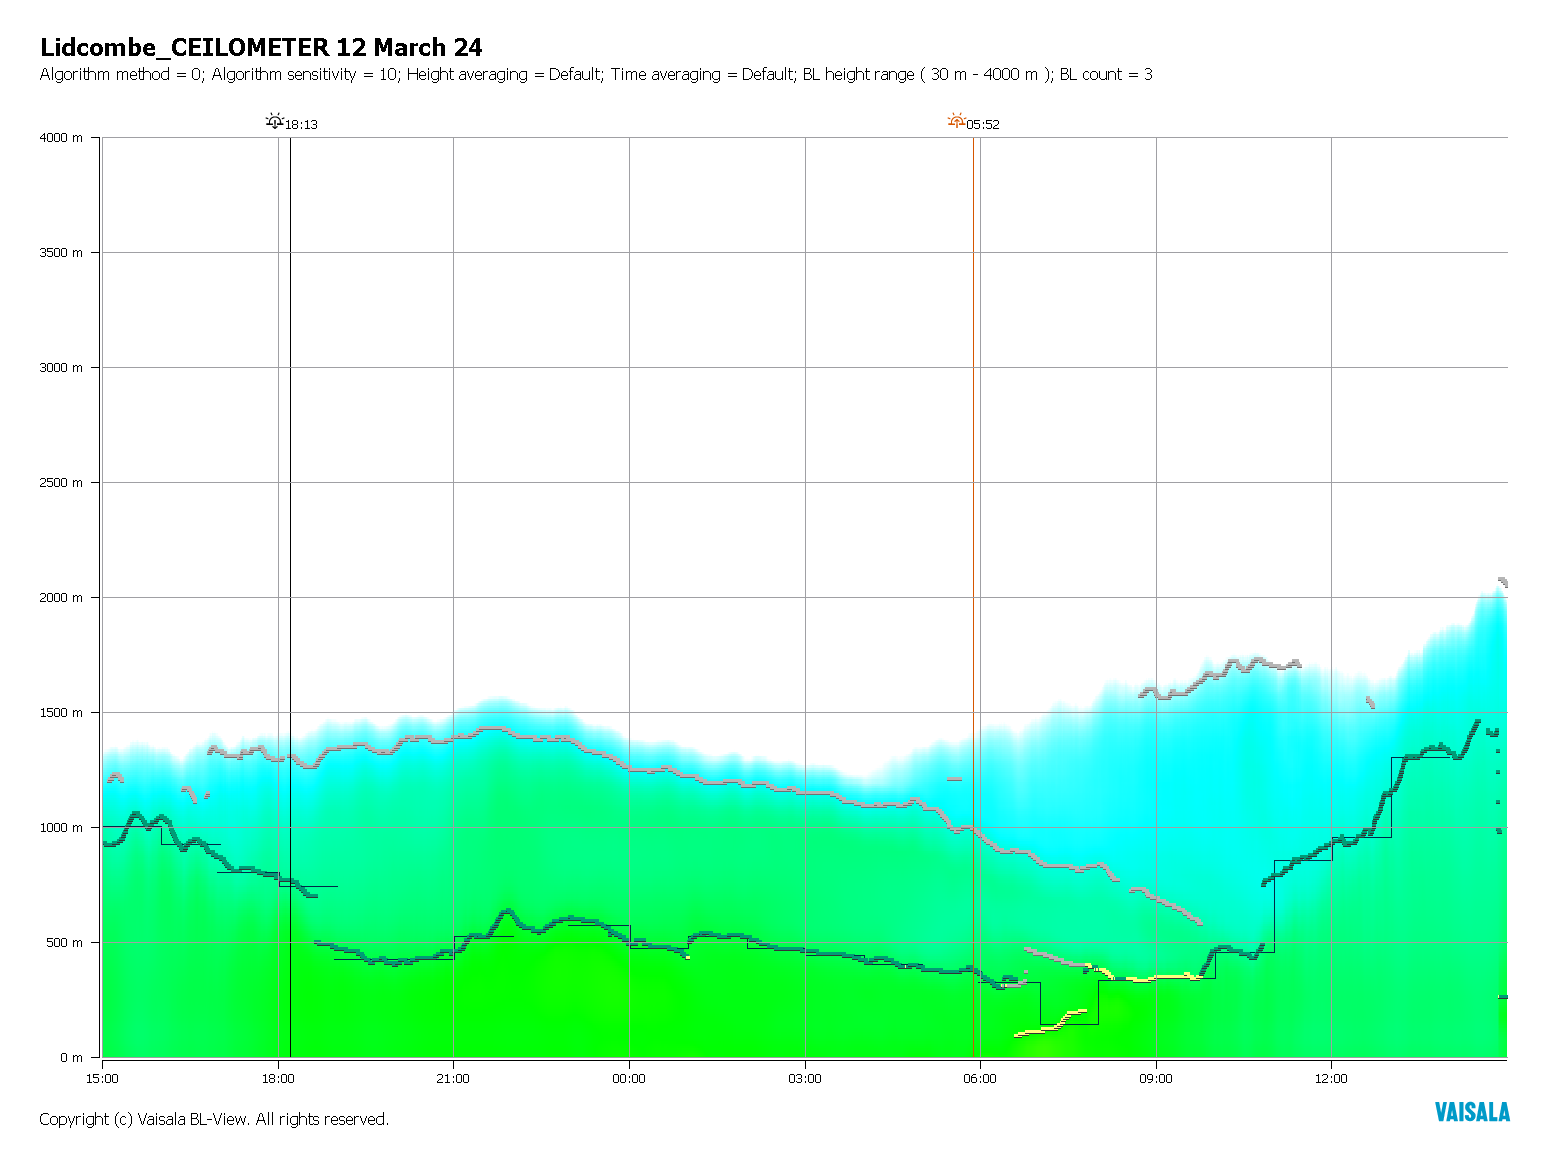 Lidcombe_CEILOMETER 12 March 24
Algorithm method = 0; Algorithm sensitivity = 10; Height averaging = Default; Time averaging = Default; BL height range ( 30 m - 4000 m ); BL count = 3
18:13 05:52
4000 m
3500 m
3000 m
2500 m
2000 m
1500 m
1000 m
500 m
0 m
15:00 18:00 21:00 00:00 03:00 06:00 09:00 12:00
Copyright (c) Vaisala BL-View. All rights reserved.
VAISALA